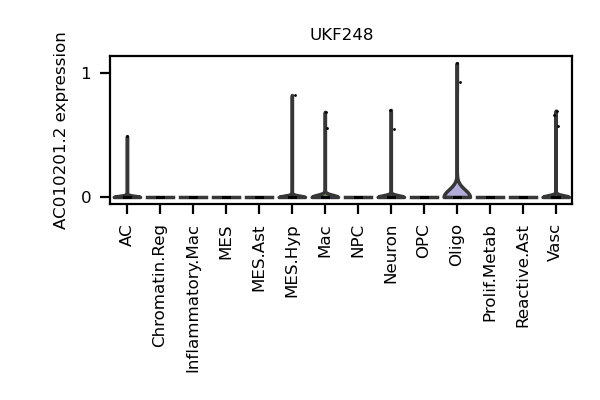 UKF248
AC010201.2 expression
1
0
AC
Chromatin.Reg
Inflammatory.Mac
MES
MES.Ast
MES.Hyp
Mac
NPC
Neuron
OPC
Oligo
Prolif.Metab
Reactive.Ast
Vasc